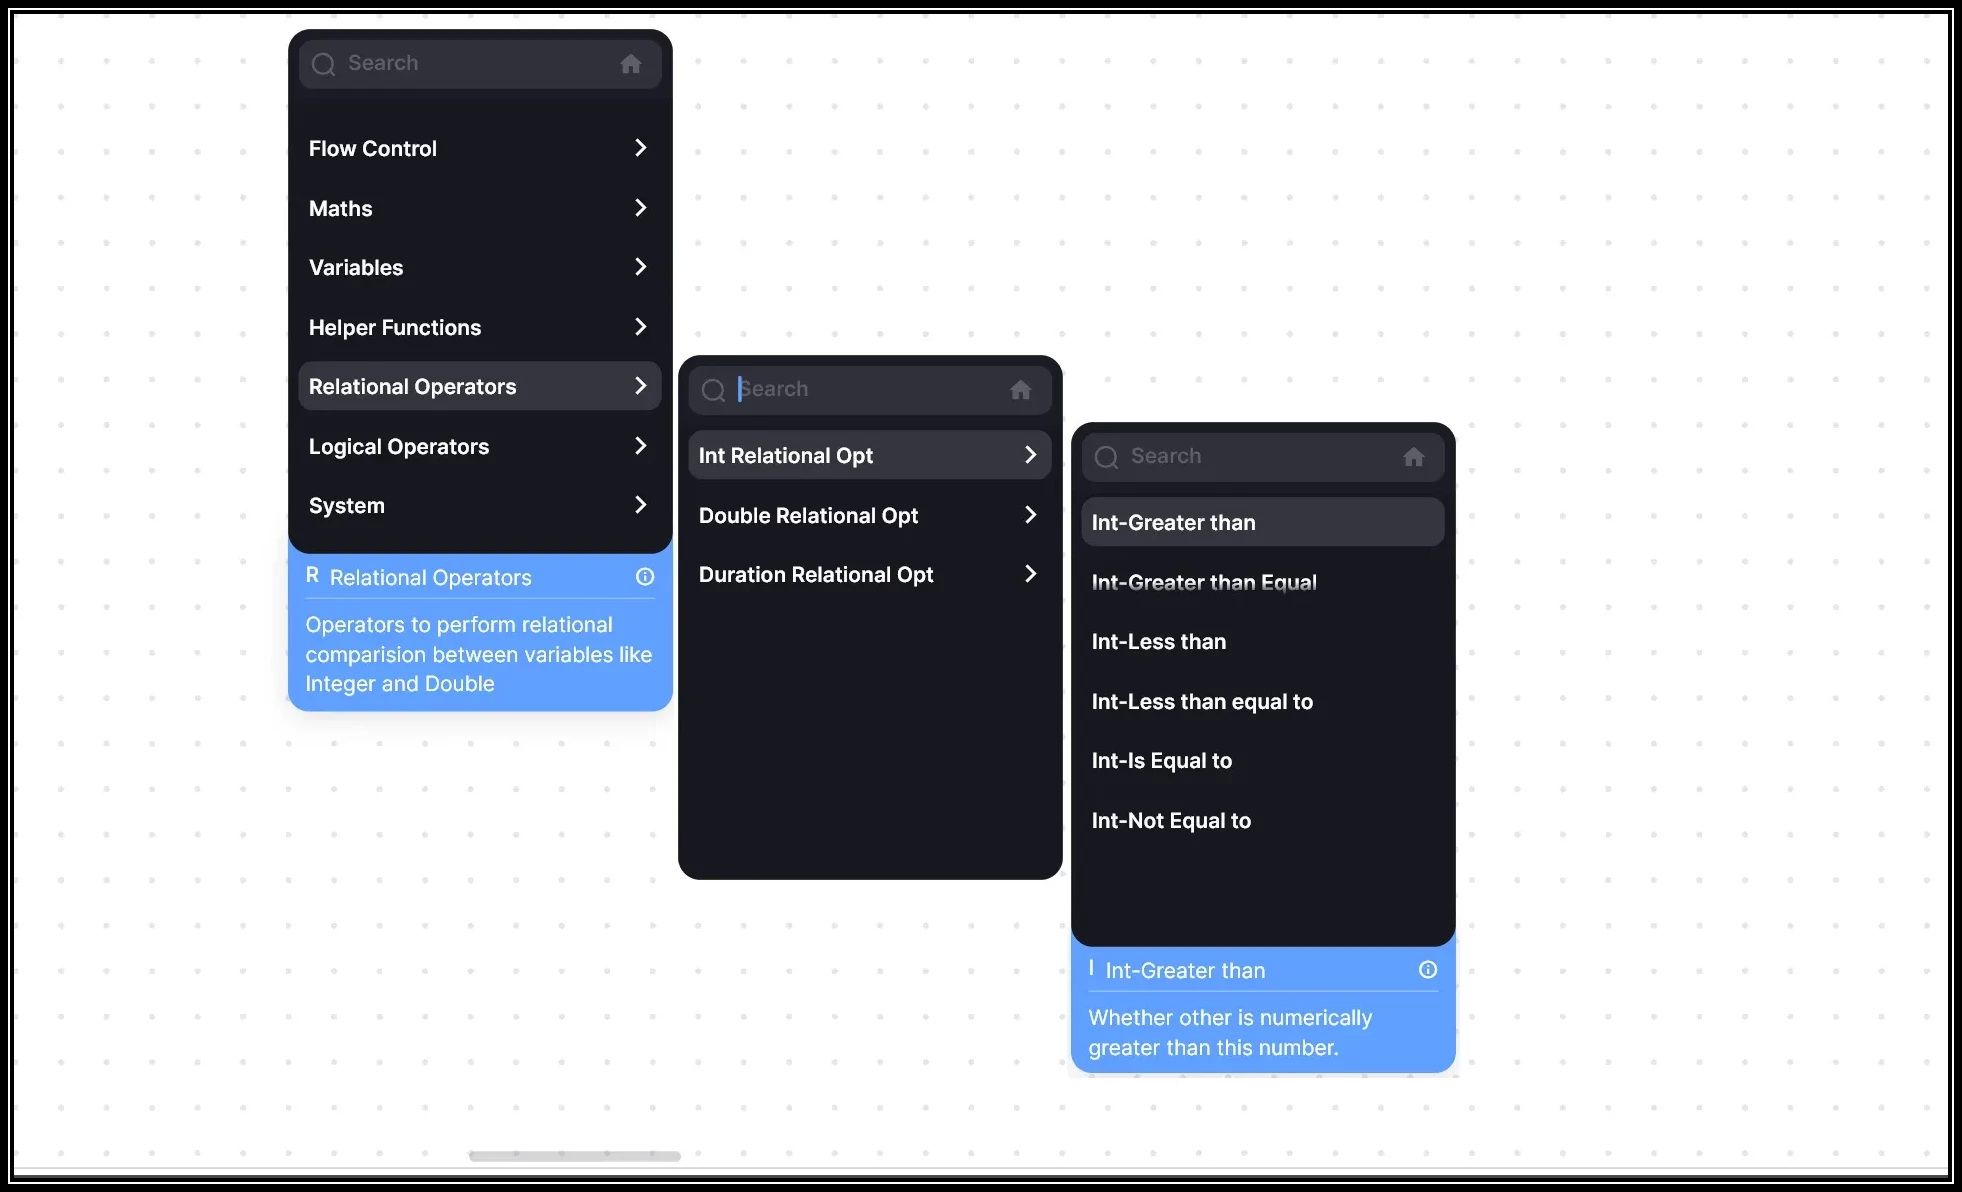 Search
Flow Control
Maths
Variables
Helper Functions
Relational Operators
Logical Operators
System
R Relational Operators
Operators to perform relational
comparision between variables like
Integer and Double
Search
Int Relational Opt
Double Relational Opt
Duration Relational Opt
Search
Int-Greater than
Int-Greater than Equal
Int-Less than
Int-Less than equal to
Int-Is Equal to
Int-Not Equal to
I Int-Greater than
Whether other is numerically
greater than this number.